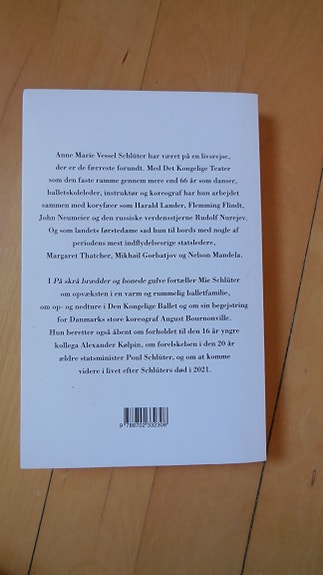 Anne Marie Vessel Schlüter har været på en livsrejse,
der er de færreste forundt. Med Det Kongelige Teater
som den faste ramme gennem mere end 66 år som danser,
balletskoleleder, instruktør og koreograf har hun arbejdet
sammen med koryfæer som Harald Lander, Flemming Flindt,
John Neumeier og den russiske verdensstjerne Rudolf Nurejev.
Og som landets førstedame sad hun til bords med nogle af
periodens mest indflydelsesrige statsledere,
Margaret Thatcher, Mikhail Gorbatjov og Nelson Mandela.
I På skrå brædder og bonede gulve fortæller Mie Schlüter
om opvæksten i en varm og rummelig balletfamilie,
om op- og nedture i Den Kongelige Ballet og om sin begejstring
for Danmarks store koreograf August Bournonville.
Hun beretter også åbent om forholdet til den 16 år yngre
kollega Alexander Kølpin, om forelskelsen i den 20 år
ældre statsminister Poul Schlüter, og om at komme
videre i livet efter Schlüters død i 2021.
9 788702 332308